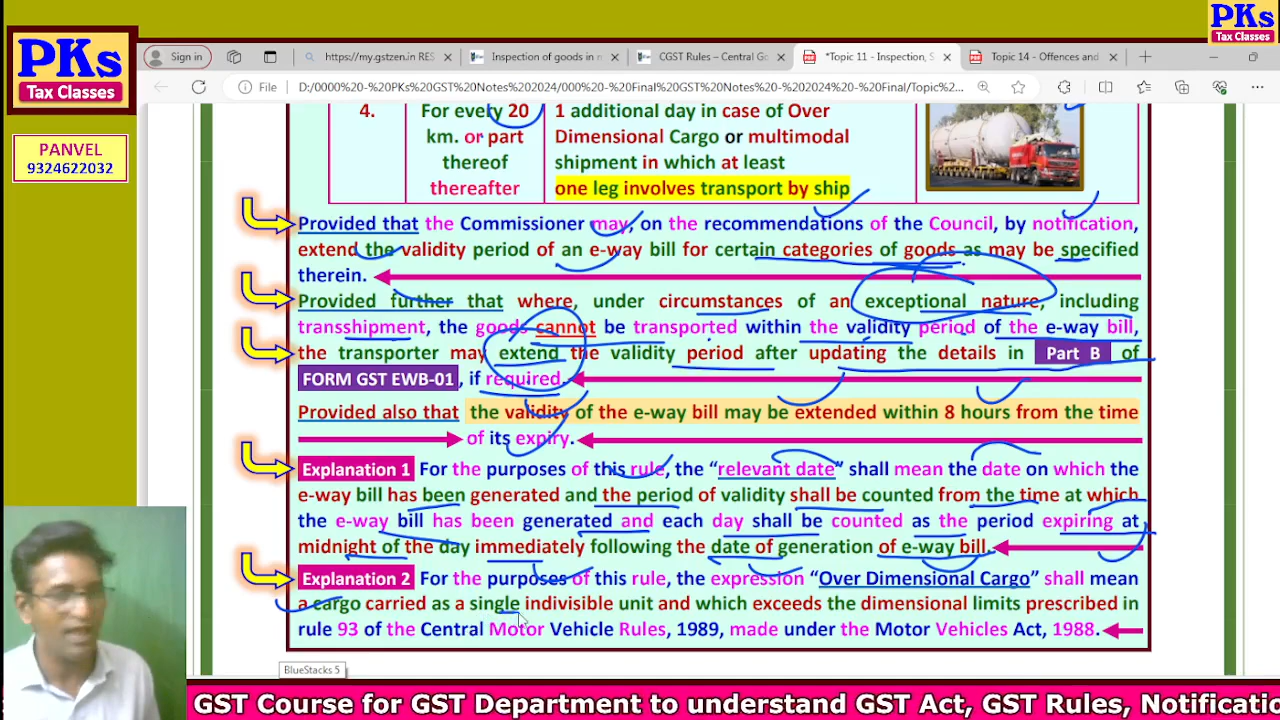 PKs
Tax Classes
PKs
Tax Classes
PANVEL
9324622032
Sign in
https://my.gstzen.in RES
Inspection of goods in n
CGST Rules – Central Go
*Topic 11 - Inspection, S
Topic 14 - Offences and
File
D:/0000%20-%20PKs%20GST%20Notes%202024/000%20-%20Final%20GST%20Notes%20-%202024%20-%20Final/Topic%...
4.
For every 20
km. or part
thereof
thereafter
1 additional day in case of Over
Dimensional Cargo or multimodal
shipment in which at least
one leg involves transport by ship
Provided that the Commissioner may, on the recommendations of the Council, by notification,
extend the validity period of an e-way bill for certain categories of goods as may be specified
therein.
Provided further that where, under circumstances of an exceptional nature, including
transshipment, the goods cannot be transported within the validity period of the e-way bill,
the transporter may extend the validity period after updating the details in Part B of
FORM GST EWB-01, if required.
Provided also that the validity of the e-way bill may be extended within 8 hours from the time
of its expiry.
Explanation 1 For the purposes of this rule, the “relevant date” shall mean the date on which the
e-way bill has been generated and the period of validity shall be counted from the time at which
the e-way bill has been generated and each day shall be counted as the period expiring at
midnight of the day immediately following the date of generation of e-way bill.
Explanation 2 For the purposes of this rule, the expression “Over Dimensional Cargo” shall mean
a cargo carried as a single indivisible unit and which exceeds the dimensional limits prescribed in
rule 93 of the Central Motor Vehicle Rules, 1989, made under the Motor Vehicles Act, 1988.
BlueStacks 5
GST Course for GST Department to understand GST Act, GST Rules, Notificatio